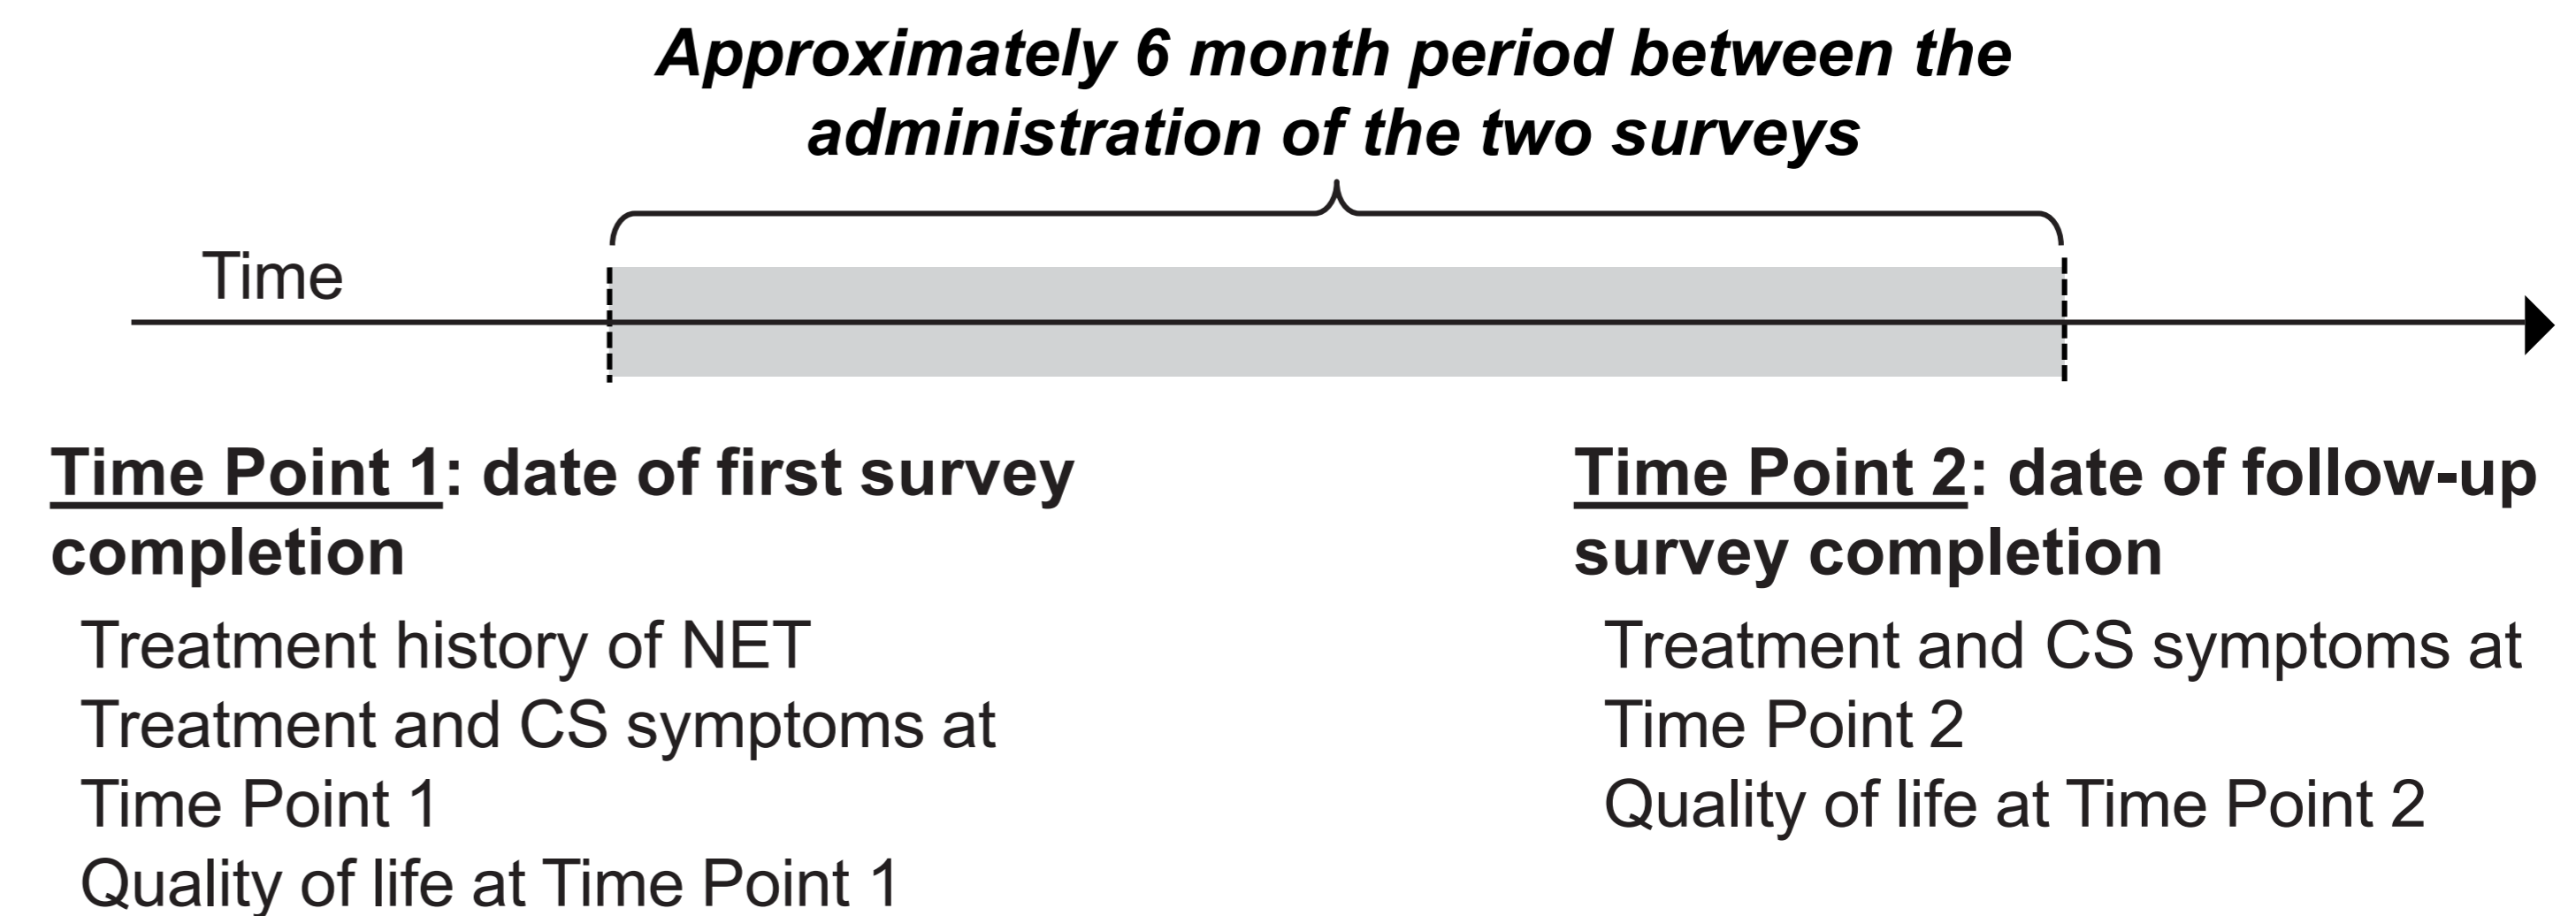 Approximately 6 month period between the
administration of the two surveys
Time
Time Point 1: date of first survey
completion
Treatment history of NET
Treatment and CS symptoms at
Time Point 1
Quality of life at Time Point 1
Time Point 2: date of follow-up
survey completion
Treatment and CS symptoms at
Time Point 2
Quality of life at Time Point 2